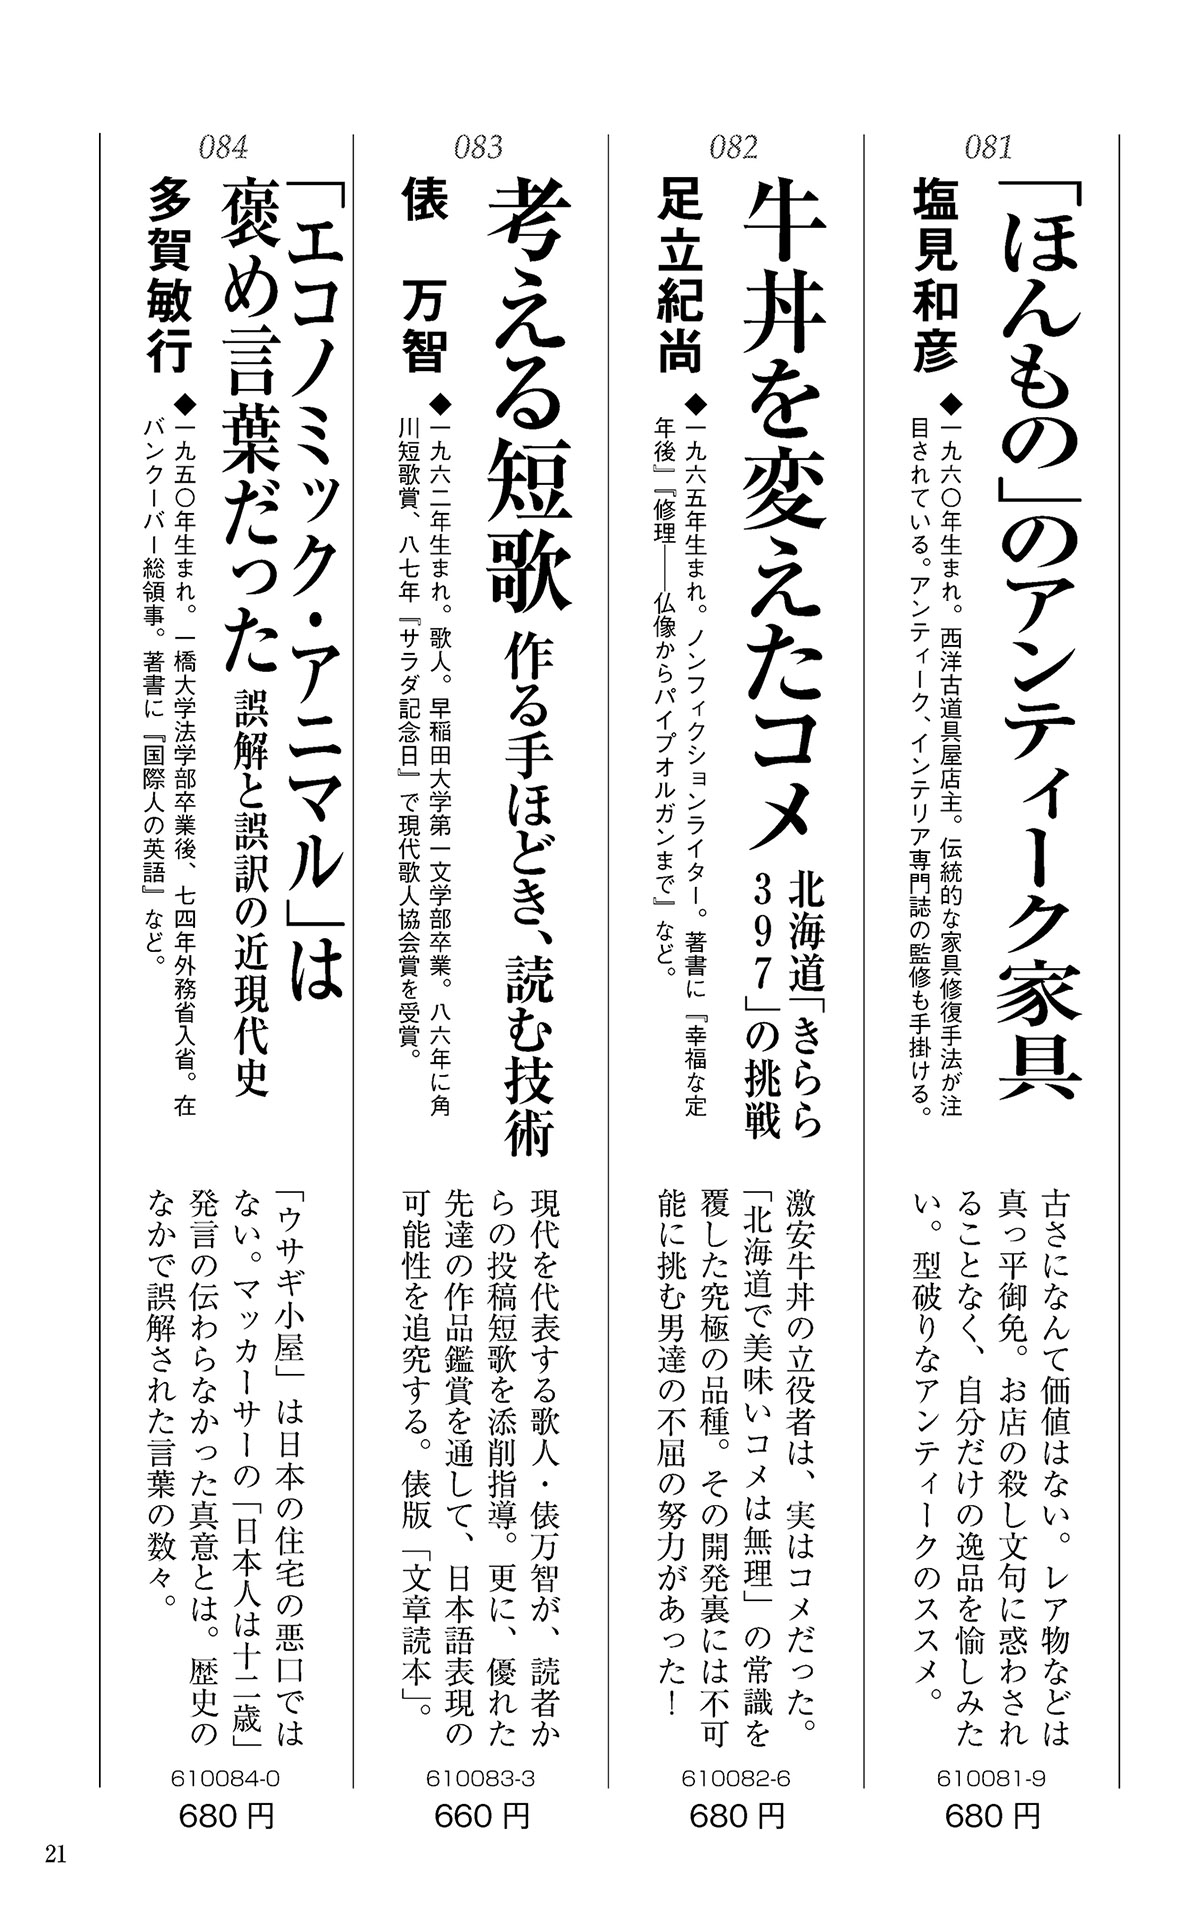 081
「ほんもの」のアンティーク家具
塩見和彦
◆一九六〇年生まれ。西洋古道具屋店主。伝統的な家具修復手法が注
目されている。アンティーク、インテリア専門誌の監修も手掛ける。
古さになんて価値はない。レア物などは
真っ平御免。お店の殺し文句に惑わされ
ることなく、自分だけの逸品を愉しみた
い。型破りなアンティークのススメ。
610081-9
680円
082
牛丼を変えたコメ
北海道「きらら
397」の挑戦
足立紀尚
◆一九六五年生まれ。ノンフィクションライター。著書に『幸福な定
年後』『修理――仏像からパイプオルガンまで』など。
激安牛丼の立役者は、実はコメだった。
「北海道で美味いコメは無理」の常識を
覆した究極の品種。その開発裏には不可
能に挑む男達の不屈の努力があった！
610082-6
680円
083
考える短歌 作る手ほどき、読む技術
俵 万智
◆一九六二年生まれ。歌人。早稲田大学第一文学部卒業。八六年に角
川短歌賞、八七年『サラダ記念日』で現代歌人協会賞を受賞。
現代を代表する歌人・俵万智が、読者か
らの投稿短歌を添削指導。更に、優れた
先達の作品鑑賞を通して、日本語表現の
可能性を追究する。俵版「文章読本」。
610083-3
660円
084
「エコノミック・アニマル」は
褒め言葉だった 誤解と誤訳の近現代史
多賀敏行
◆一九五〇年生まれ。一橋大学法学部卒業後、七四年外務省入省。在
バンクーバー総領事。著書に『国際人の英語』など。
「ウサギ小屋」は日本の住宅の悪口では
ない。マッカーサーの「日本人は十二歳」
発言の伝わらなかった真意とは。歴史の
なかで誤解された言葉の数々。
610084-0
680円
21